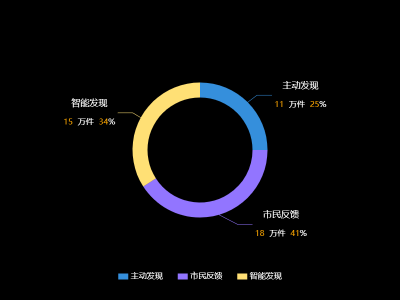 主动发现
11 万件 25%
智能发现
15 万件 34%
市民反馈
18 万件 41%
主动发现 市民反馈 智能发现